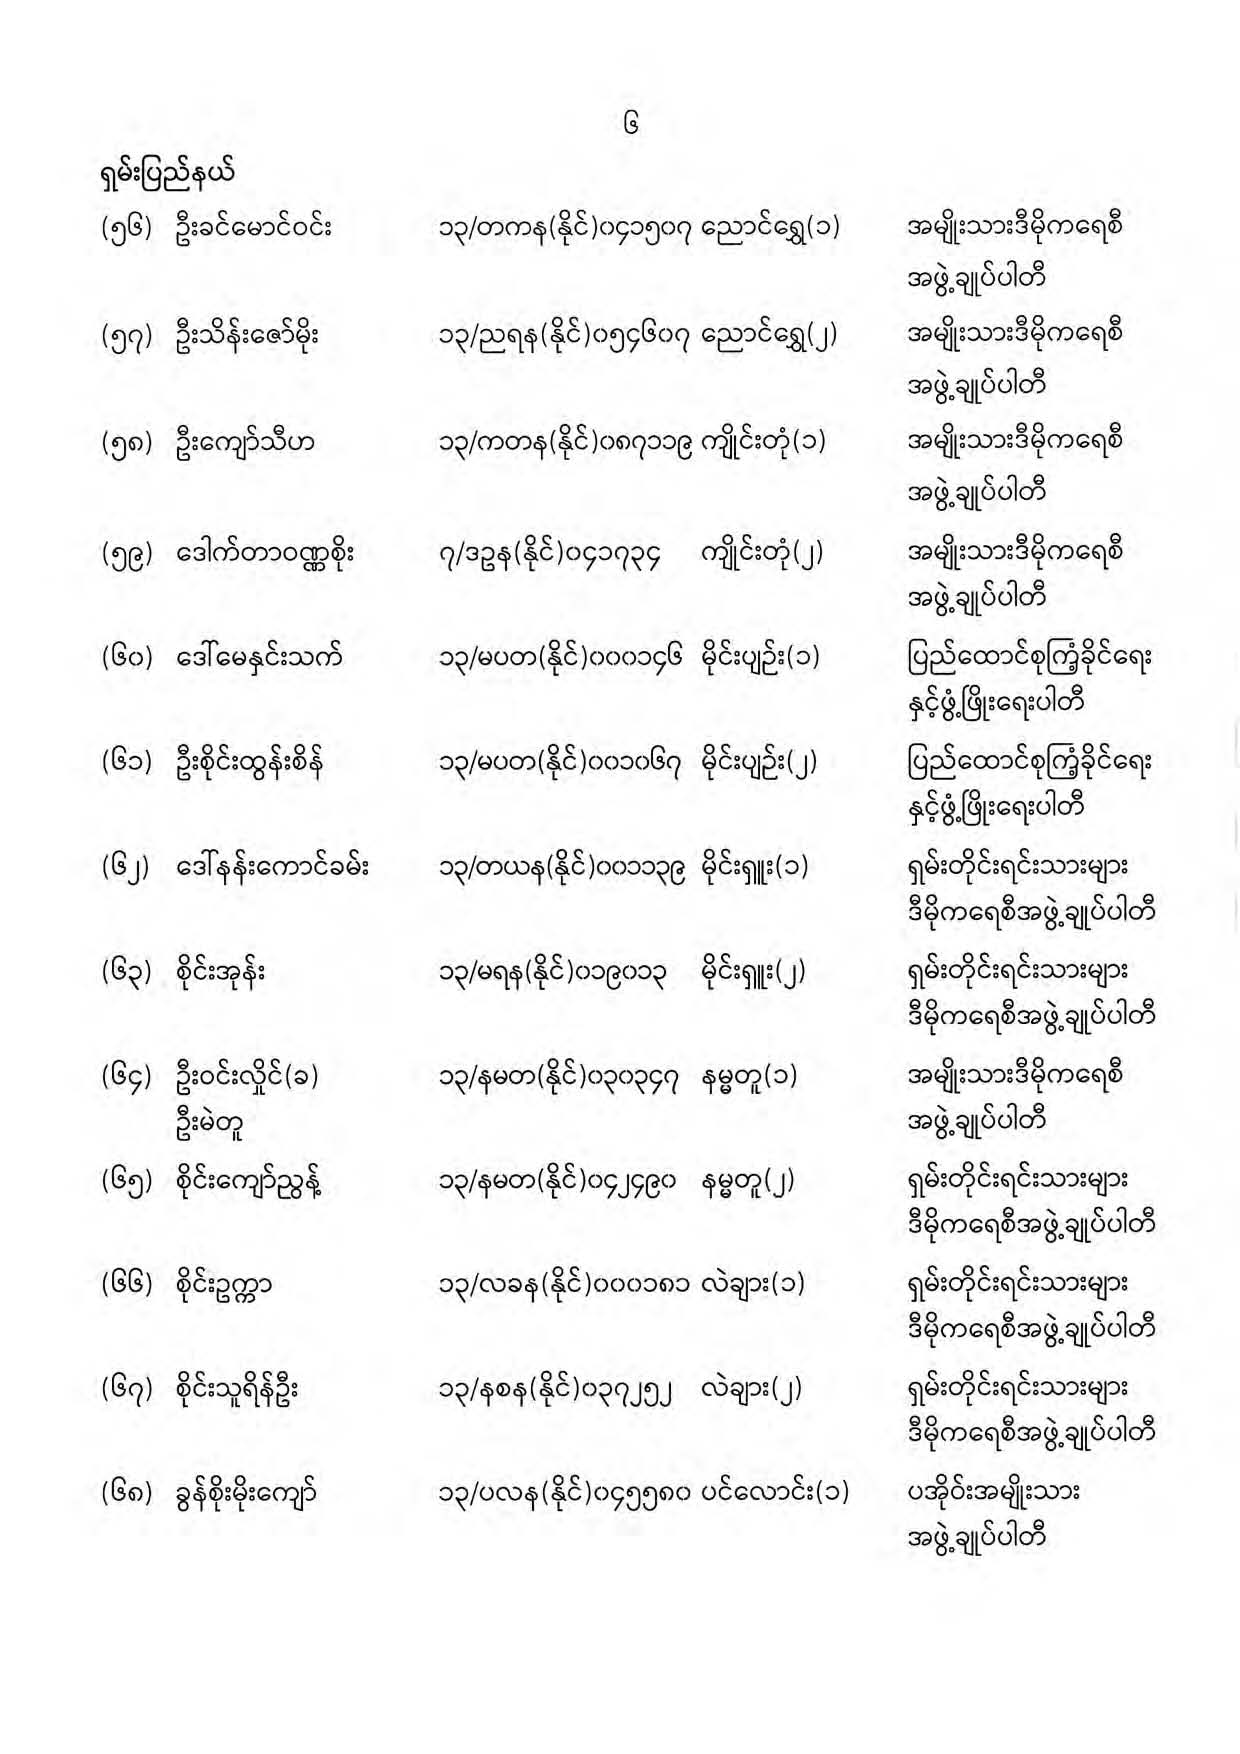 ၆
ရှမ်းပြည်နယ်
(၅၆) ဦးခင်မောင်ဝင်း ၁၃/တကန(နိုင်)၀၄၁၅၀၇ ညောင်ရွှေ(၁) အမျိုးသားဒီမိုကရေစီ
အဖွဲ့ချုပ်ပါတီ
(၅၇) ဦးသိန်းဇော်မိုး ၁၃/ညရန(နိုင်)၀၅၄၆၀၇ ညောင်ရွှေ(၂) အမျိုးသားဒီမိုကရေစီ
အဖွဲ့ချုပ်ပါတီ
(၅၈) ဦးကျော်သီဟ ၁၃/ကတန(နိုင်)၀၈၇၁၁၉ ကျိုင်းတုံ(၁) အမျိုးသားဒီမိုကရေစီ
အဖွဲ့ချုပ်ပါတီ
(၅၉) ဒေါက်တာဝဏ္ဏစိုး ၇/ဒဥန(နိုင်)၀၄၁၇၃၄ ကျိုင်းတုံ(၂) အမျိုးသားဒီမိုကရေစီ
အဖွဲ့ချုပ်ပါတီ
(၆၀) ဒေါ်မေနှင်းသက် ၁၃/မပတ(နိုင်)၀၀၀၁၄၆ မိုင်းပျဉ်း(၁) ပြည်ထောင်စုကြံ့ခိုင်ရေး
နှင့်ဖွံ့ဖြိုးရေးပါတီ
(၆၁) ဦးစိုင်းထွန်းစိန် ၁၃/မပတ(နိုင်)၀၀၁၀၆၇ မိုင်းပျဉ်း(၂) ပြည်ထောင်စုကြံ့ခိုင်ရေး
နှင့်ဖွံ့ဖြိုးရေးပါတီ
(၆၂) ဒေါ်နန်းကောင်ခမ်း ၁၃/တယန(နိုင်)၀၀၁၁၃၉ မိုင်းရှူး(၁) ရှမ်းတိုင်းရင်းသားများ
ဒီမိုကရေစီအဖွဲ့ချုပ်ပါတီ
(၆၃) စိုင်းအုန်း ၁၃/မရန(နိုင်)၀၁၉၀၁၃ မိုင်းရှူး(၂) ရှမ်းတိုင်းရင်းသားများ
ဒီမိုကရေစီအဖွဲ့ချုပ်ပါတီ
(၆၄) ဦးဝင်းလှိုင်(ခ) ၁၃/နမတ(နိုင်)၀၃၀၃၄၇ နမ္မတူ(၁) အမျိုးသားဒီမိုကရေစီ
ဦးမဲတူ အဖွဲ့ချုပ်ပါတီ
(၆၅) စိုင်းကျော်ညွန့် ၁၃/နမတ(နိုင်)၀၄၂၄၉၀ နမ္မတူ(၂) ရှမ်းတိုင်းရင်းသားများ
ဒီမိုကရေစီအဖွဲ့ချုပ်ပါတီ
(၆၆) စိုင်းဥက္ကာ ၁၃/လခန(နိုင်)၀၀၀၁၈၁ လဲချား(၁) ရှမ်းတိုင်းရင်းသားများ
ဒီမိုကရေစီအဖွဲ့ချုပ်ပါတီ
(၆၇) စိုင်းသူရိန်ဦး ၁၃/နစန(နိုင်)၀၃၇၂၅၂ လဲချား(၂) ရှမ်းတိုင်းရင်းသားများ
ဒီမိုကရေစီအဖွဲ့ချုပ်ပါတီ
(၆၈) ခွန်စိုးမိုးကျော် ၁၃/ပလန(နိုင်)၀၄၅၅၈၀ ပင်လောင်း(၁) ပအိုဝ်းအမျိုးသား
အဖွဲ့ချုပ်ပါတီ